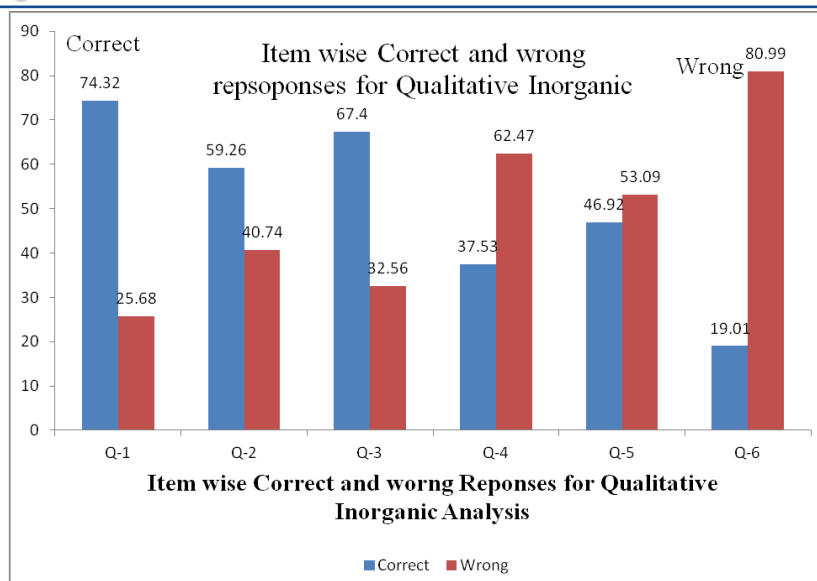 90
80
70
60
50
40
30
20
10
0
Correct
Item wise Correct and wrong
repsoponses for Qualitative Inorganic
Wrong
74.32
25.68
59.26
40.74
67.4
32.56
37.53
62.47
46.92
53.09
19.01
80.99
Q-1
Q-2
Q-3
Q-4
Q-5
Q-6
Item wise Correct and worng Reponses for Qualitative
Inorganic Analysis
Correct
Wrong